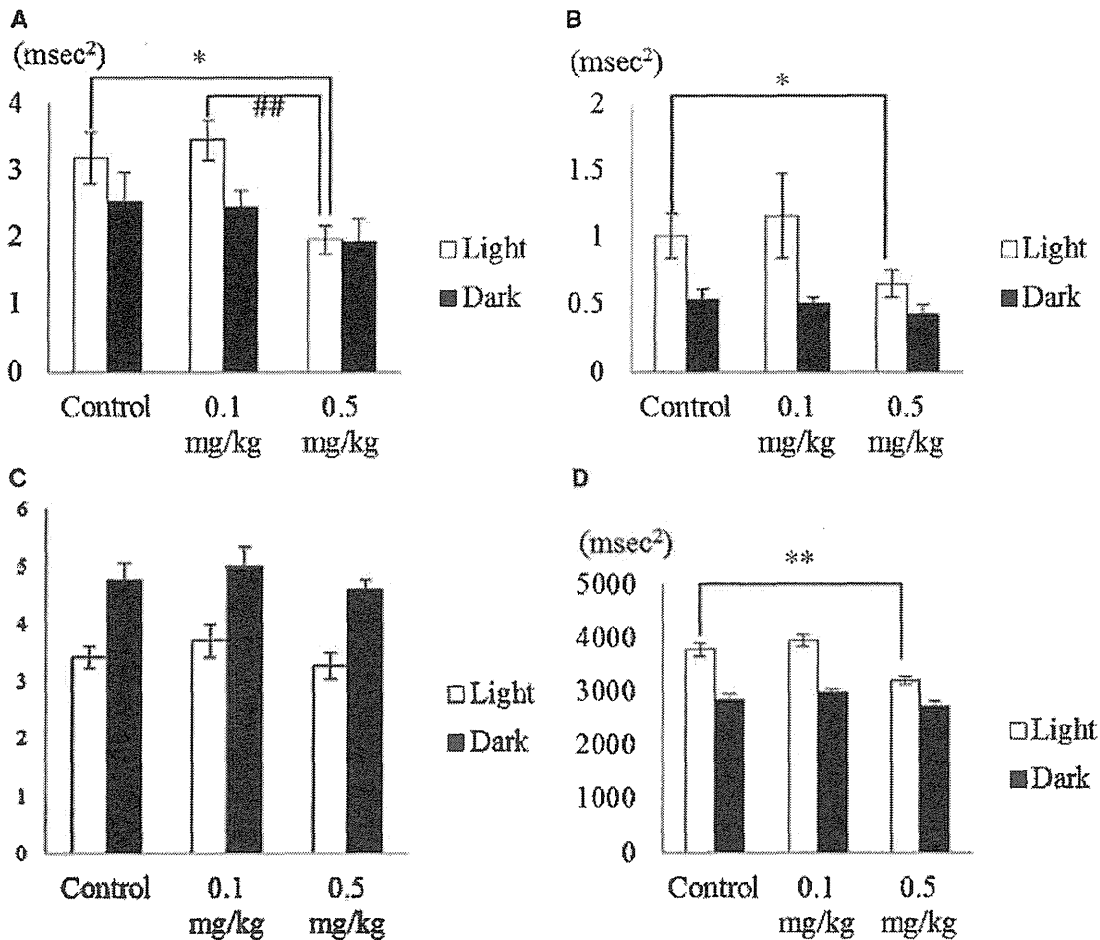 A
(msec²)
*
##
4
3
2
1
0
Light
Dark
Control
0.1
mg/kg
0.5
mg/kg
B
(msec²)
*
2
1.5
1
0.5
0
Light
Dark
Control
0.1
mg/kg
0.5
mg/kg
C
6
5
4
3
2
1
0
Light
Dark
Control
0.1
mg/kg
0.5
mg/kg
D
(msec²)
**
5000
4000
3000
2000
1000
0
Light
Dark
Control
0.1
mg/kg
0.5
mg/kg